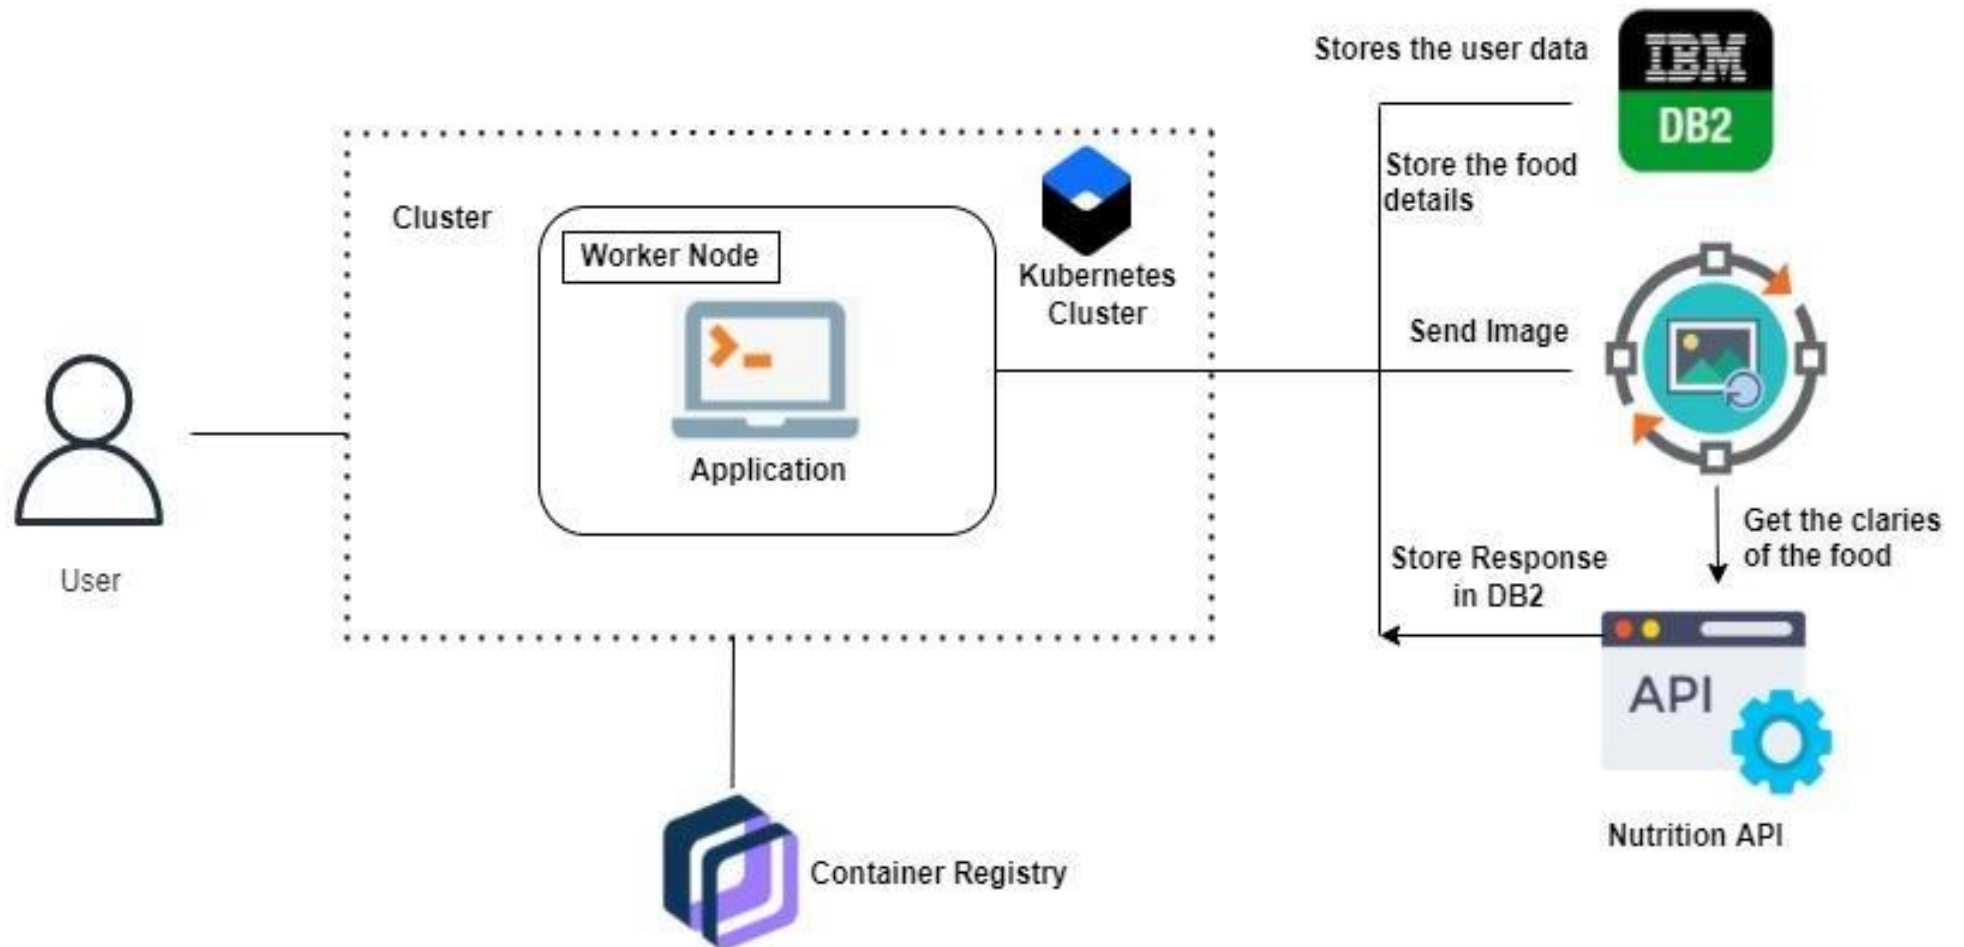 Stores the user data
IBM
DB2
Store the food
details
Cluster
Worker Node
Kubernetes
Cluster
Send Image
Application
Get the claries
of the food
Store Response
in DB2
User
API
Nutrition API
Container Registry